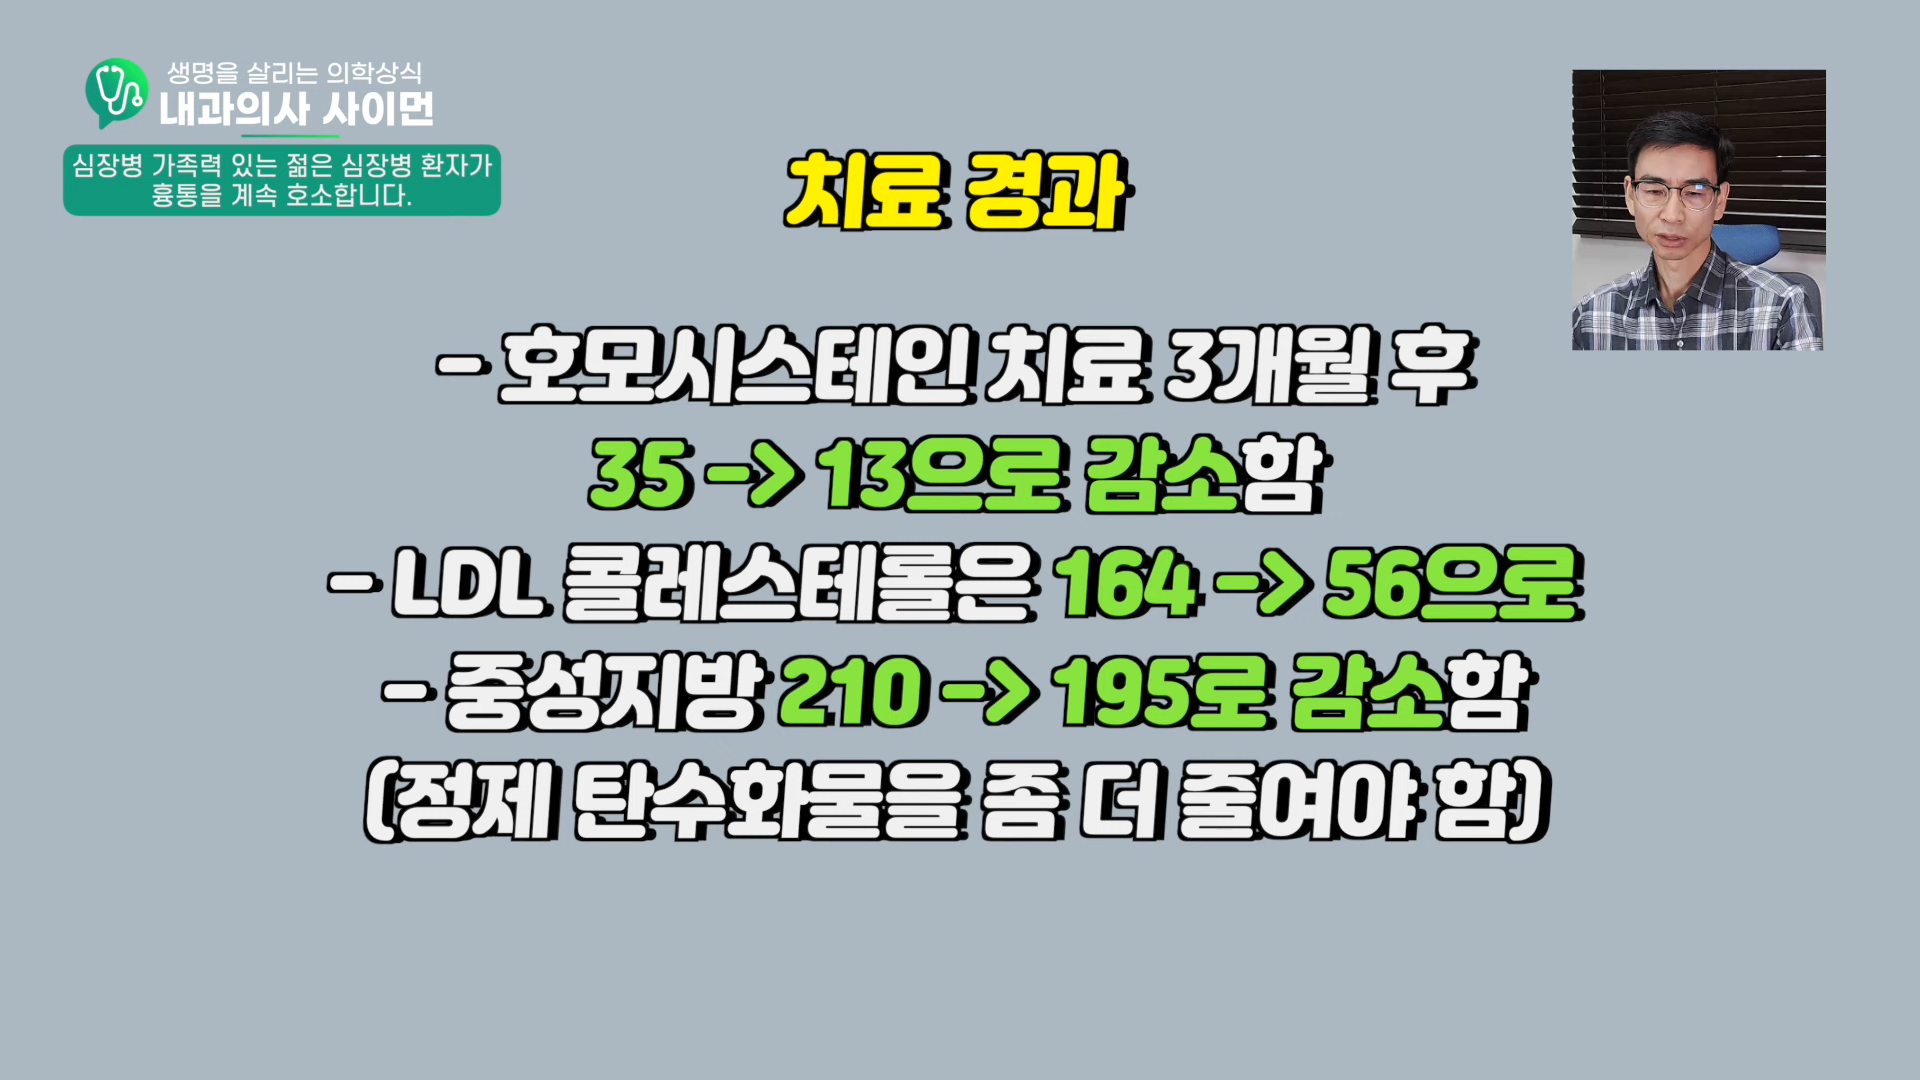 생명을 살리는 의학상식
내과의사 사이먼
심장병 가족력 있는 젊은 심장병 환자가
흉통을 계속 호소합니다.
치료 경과
- 호모시스테인 치료 3개월 후
35 -> 13으로 감소함
- LDL 콜레스테롤은 164 -> 56으로
- 중성지방 210 -> 195로 감소함
(정제 탄수화물을 좀 더 줄여야 함)